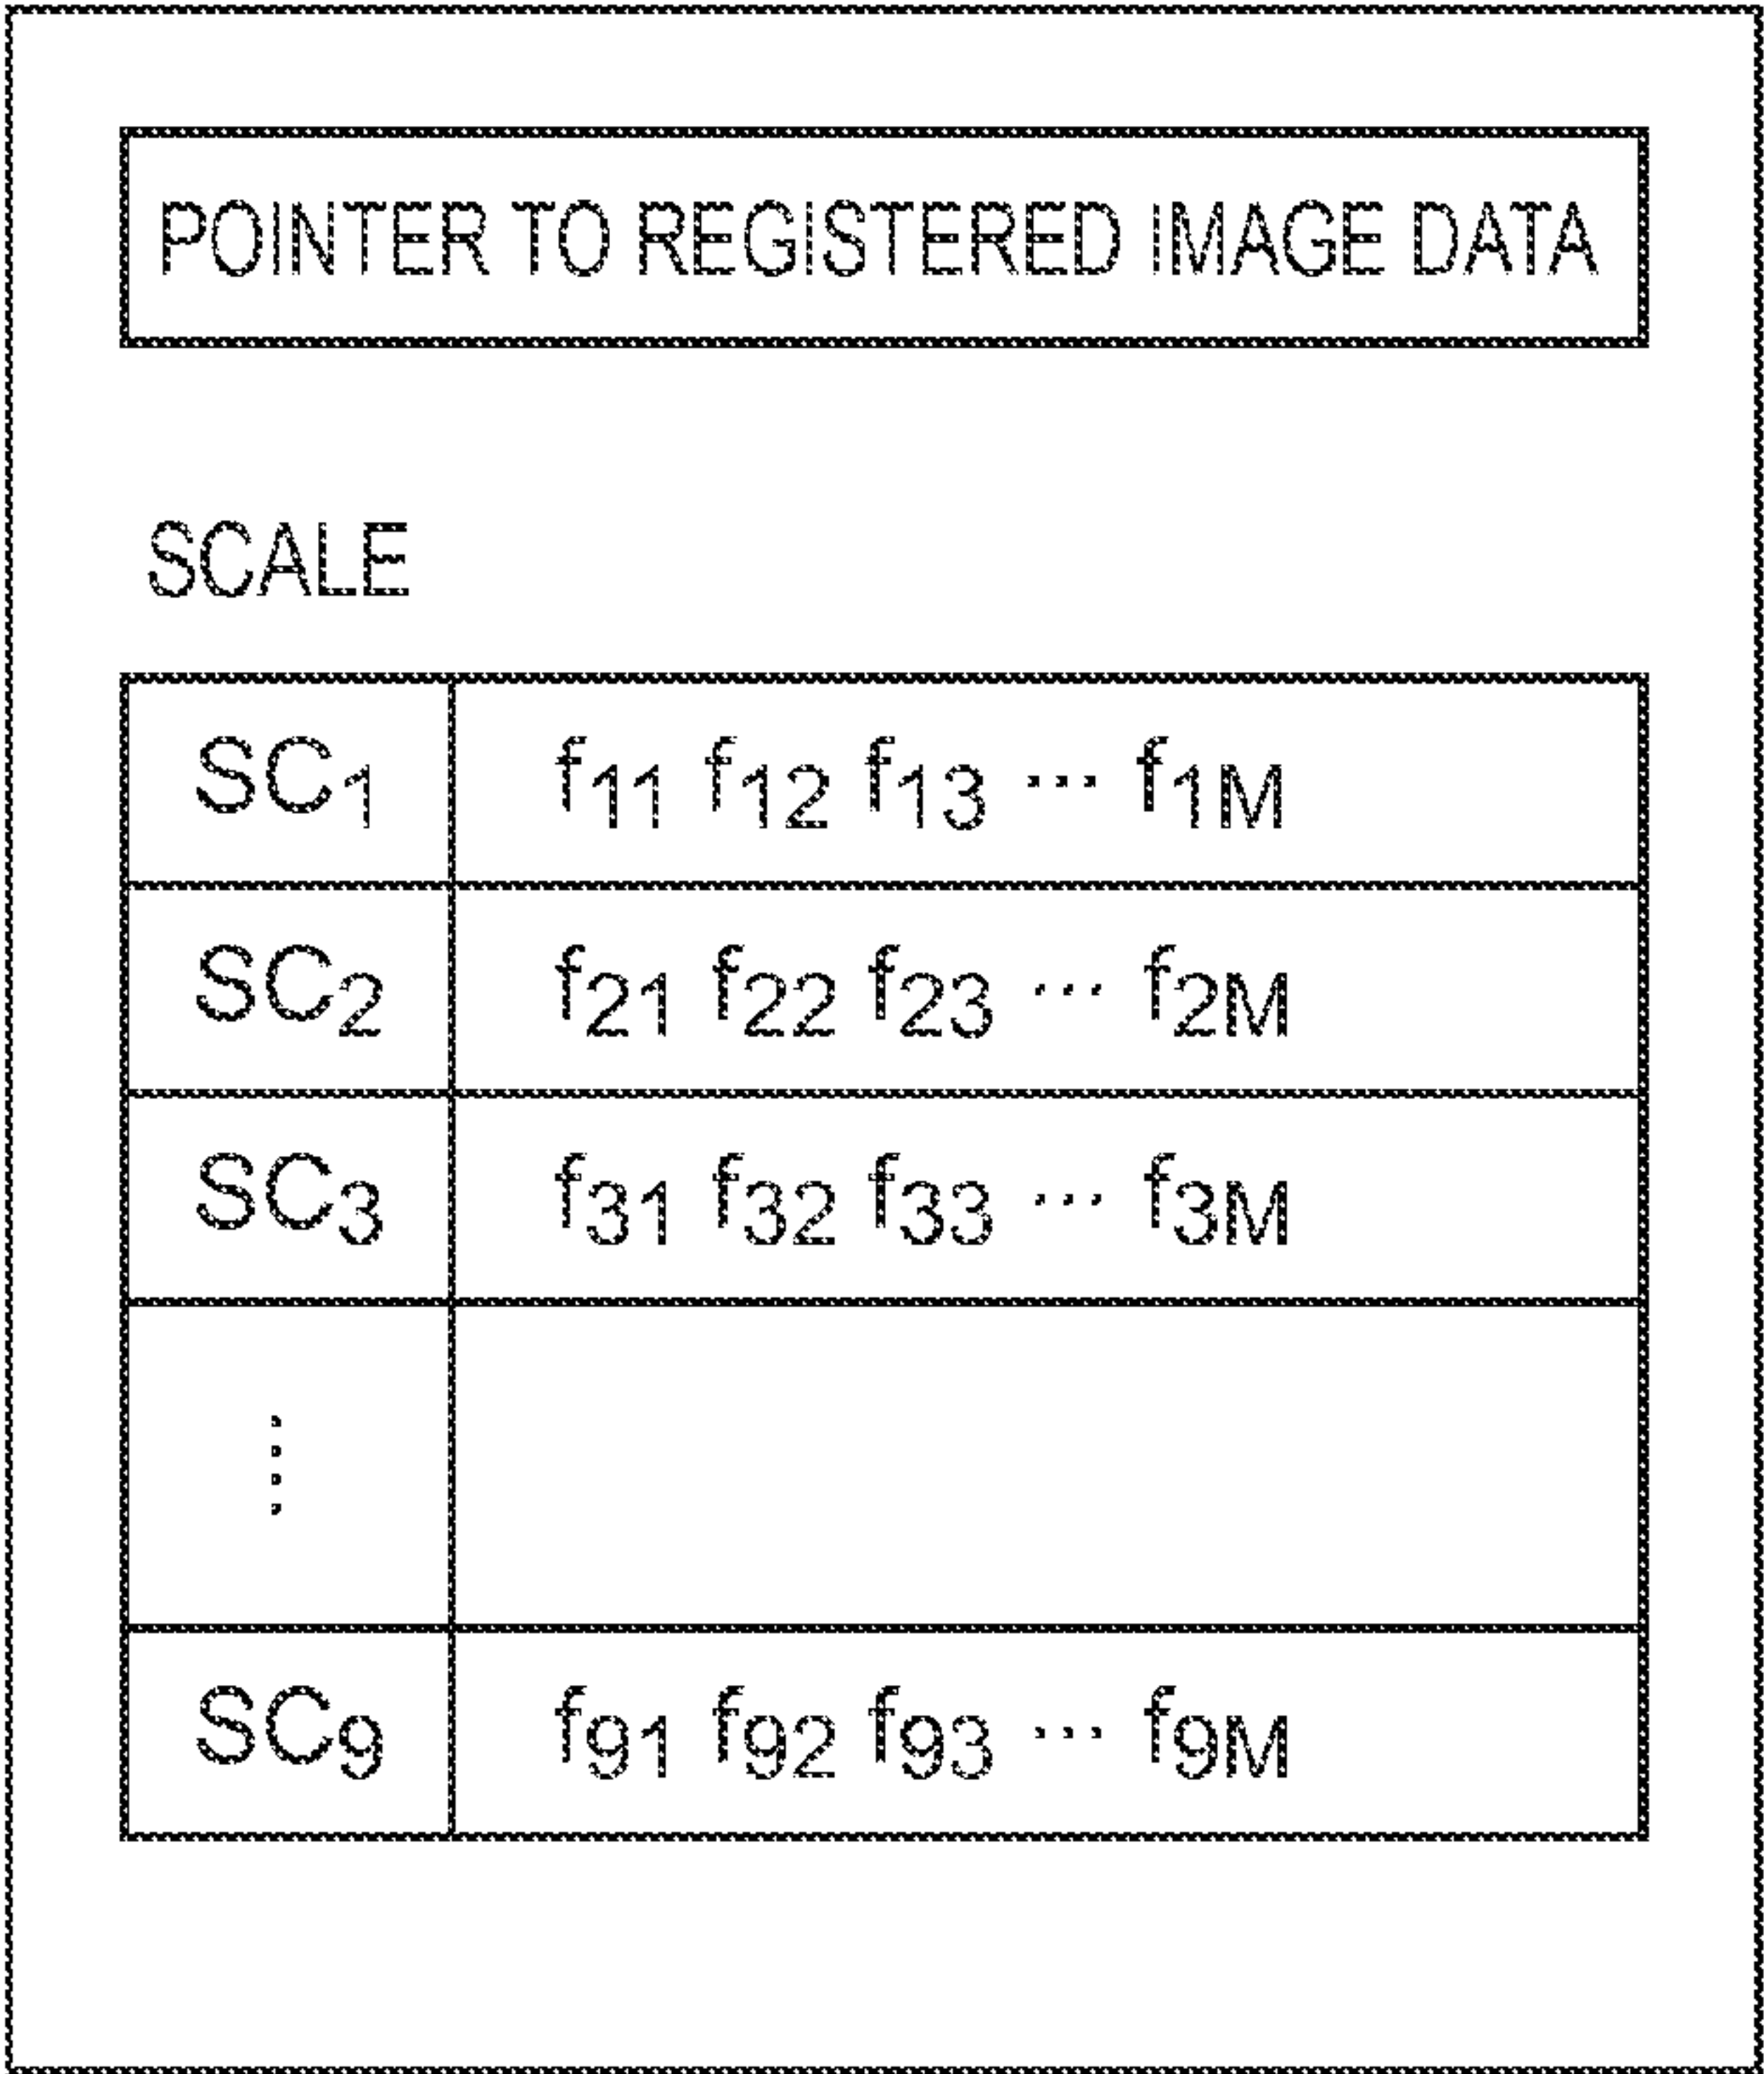 POINTER TO REGISTERED IMAGE DATA
SCALE
SC₁ f₁₁ f₁₂ f₁₃ ... f₁M
SC₂ f₂₁ f₂₂ f₂₃ ... f₂M
SC₃ f₃₁ f₃₂ f₃₃ ... f₃M
⋮
SC₉ f₉₁ f₉₂ f₉₃ ... f₉M